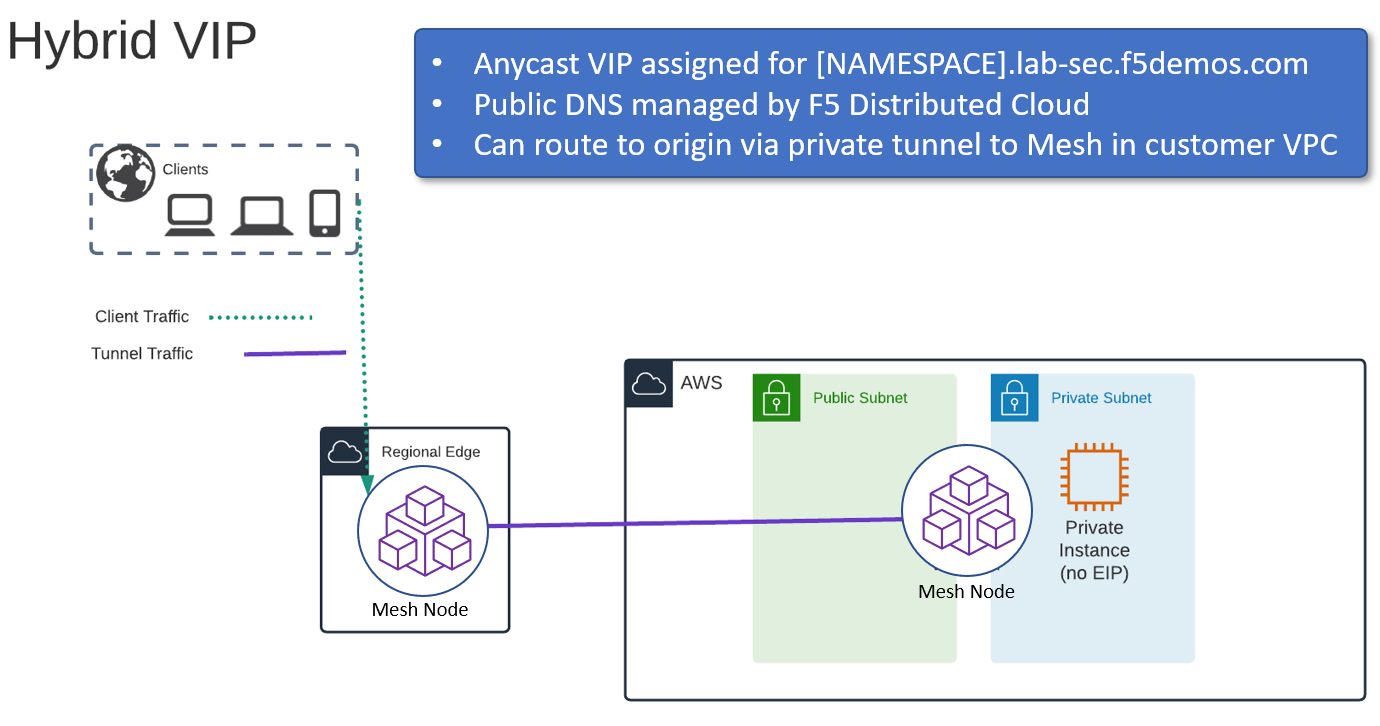 Hybrid VIP
• Anycast VIP assigned for [NAMESPACE].lab-sec.f5demos.com
• Public DNS managed by F5 Distributed Cloud
• Can route to origin via private tunnel to Mesh in customer VPC
Clients
Client Traffic
Tunnel Traffic
AWS
Public Subnet
Private Subnet
Regional Edge
Private
Instance
(no EIP)
Mesh Node
Mesh Node